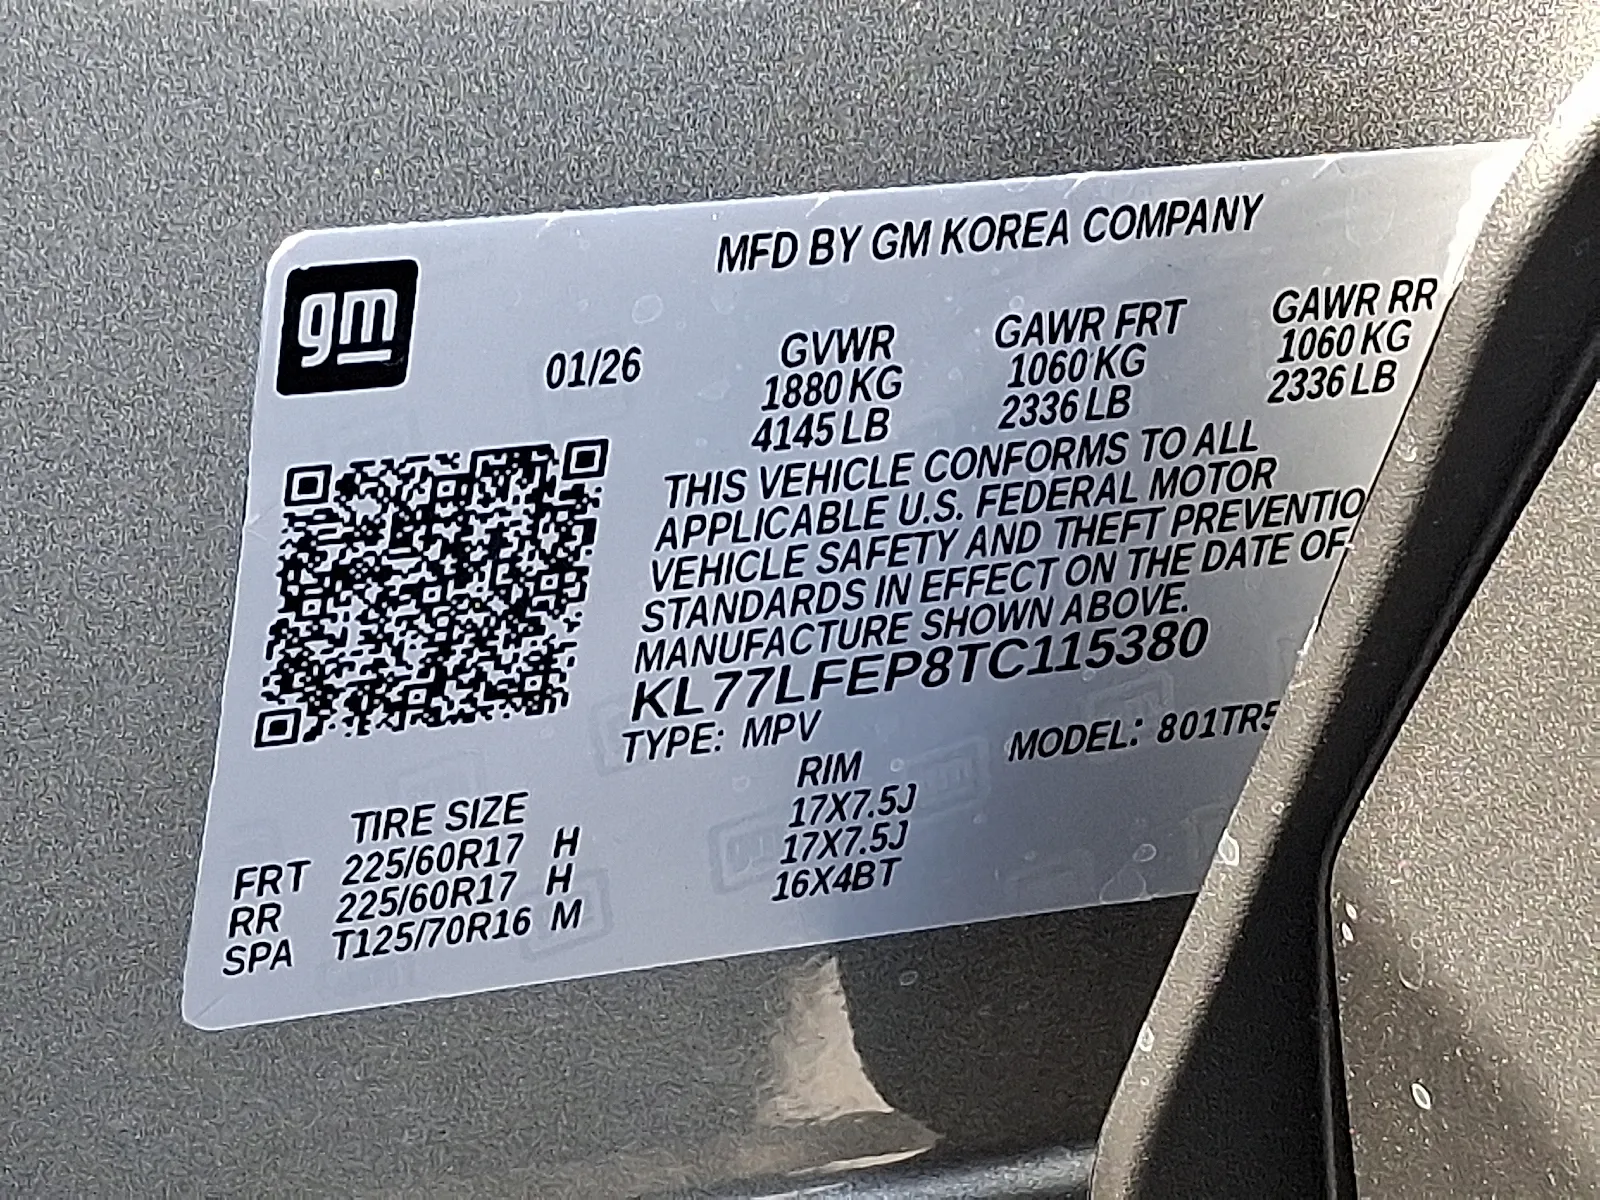 gm
MFD BY GM KOREA COMPANY
01/26
GVWR
1880 KG
4145 LB
GAWR FRT
1060 KG
2336 LB
GAWR RR
1060 KG
2336 LB
THIS VEHICLE CONFORMS TO ALL
APPLICABLE U.S. FEDERAL MOTOR
VEHICLE SAFETY AND THEFT PREVENTIO
STANDARDS IN EFFECT ON THE DATE OF
MANUFACTURE SHOWN ABOVE.
KL77LFEP8TC115380
TYPE: MPV
MODEL: 801TR5
TIRE SIZE RIM
FRT 225/60R17 H 17X7.5J
RR 225/60R17 H 17X7.5J
SPA T125/70R16 M 16X4BT